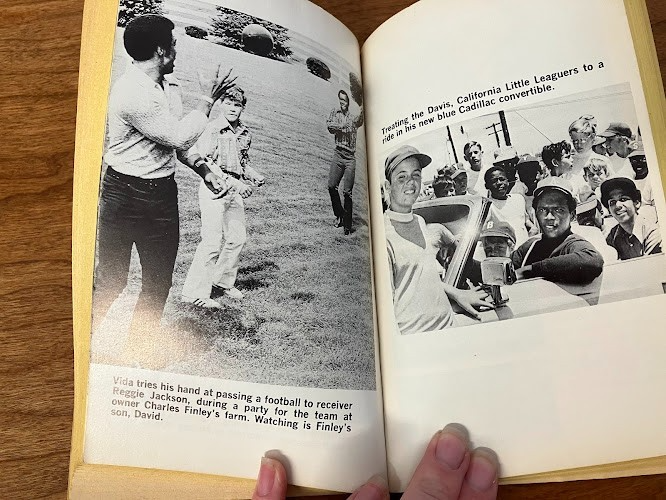 Vida tries his hand at passing a football to receiver
Reggie Jackson, during a party for the team at
owner Charles Finley's farm. Watching is Finley's
son, David.
Treating the Davis, California Little Leaguers to a
ride in his new blue Cadillac convertible.